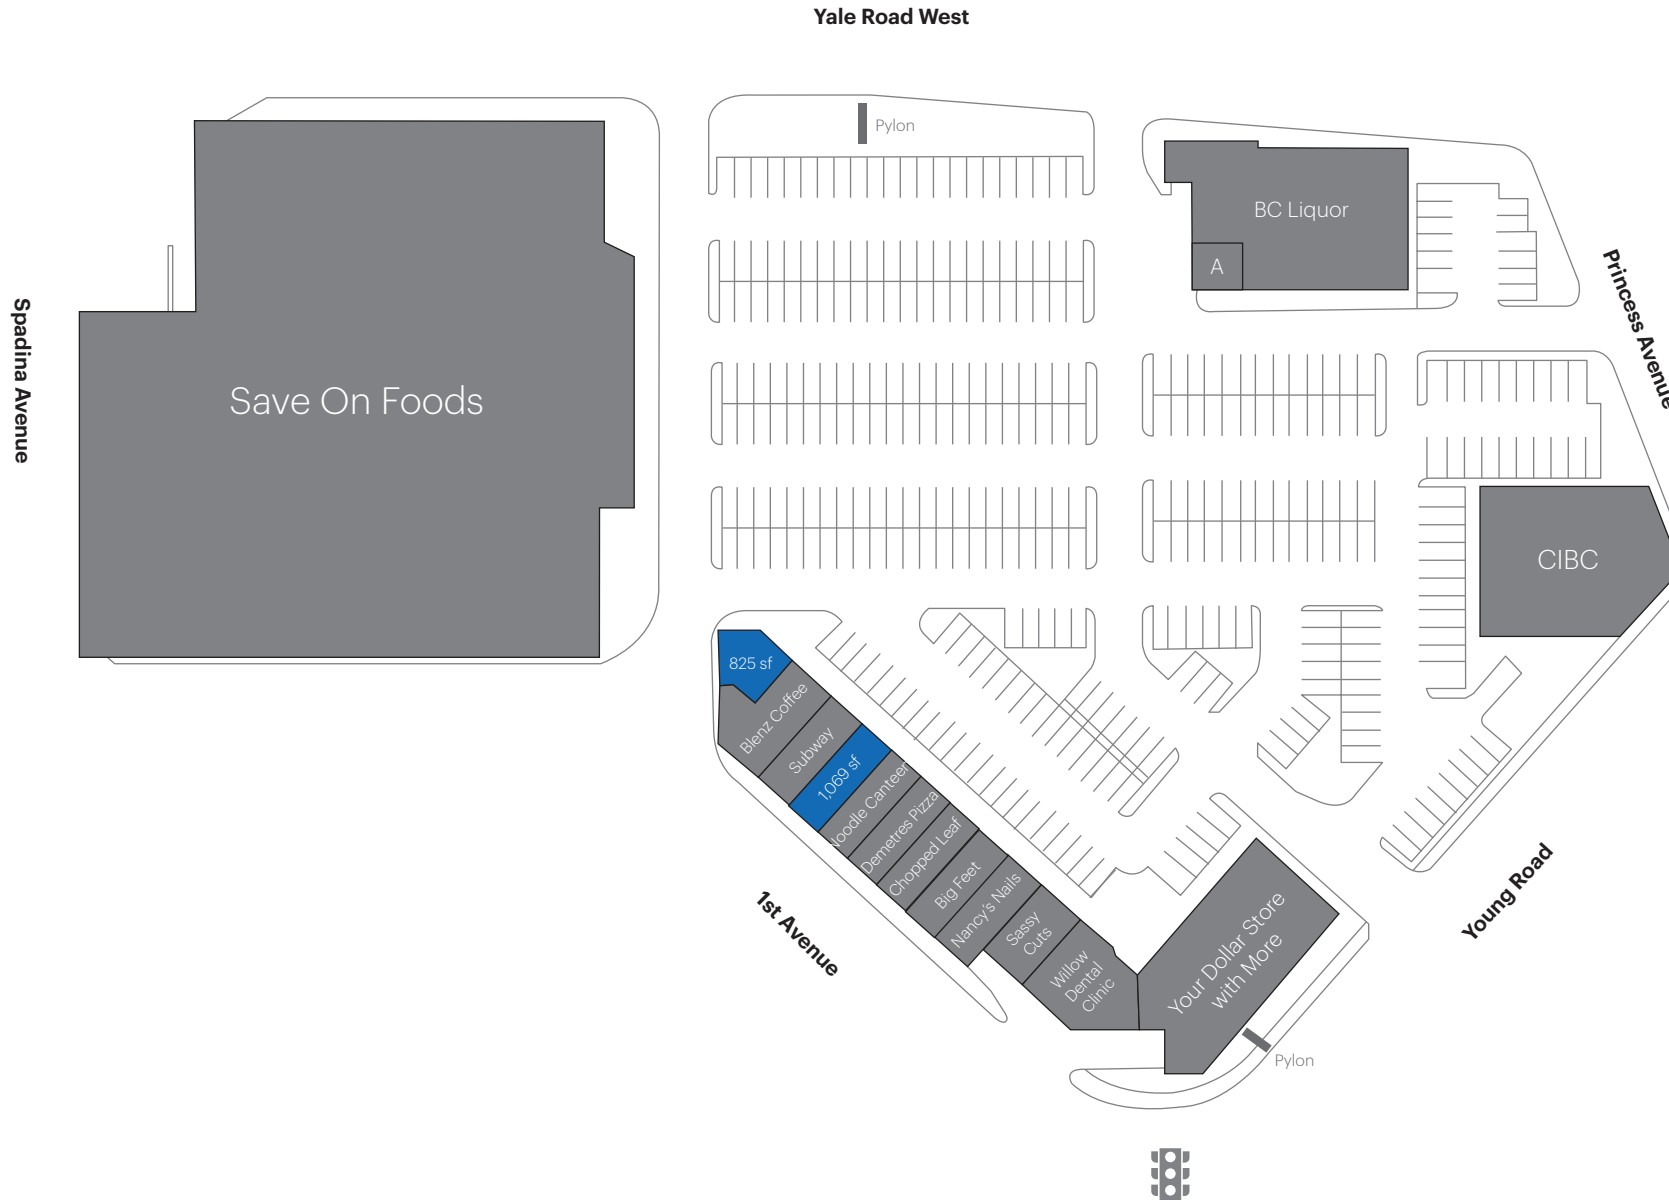 Yale Road West
Pylon
BC Liquor
A
Princess Avenue
Spadina Avenue
Save On Foods
CIBC
825 sf
Blenz Coffee
Subway
1,069 sf
Noodle Canteen
Demetres Pizza
Chopped Leaf
Big Feet
Nancy's Nails
Sassy
Cuts
Willow
Dental
Clinic
Your Dollar Store
with More
1st Avenue
Young Road
Pylon